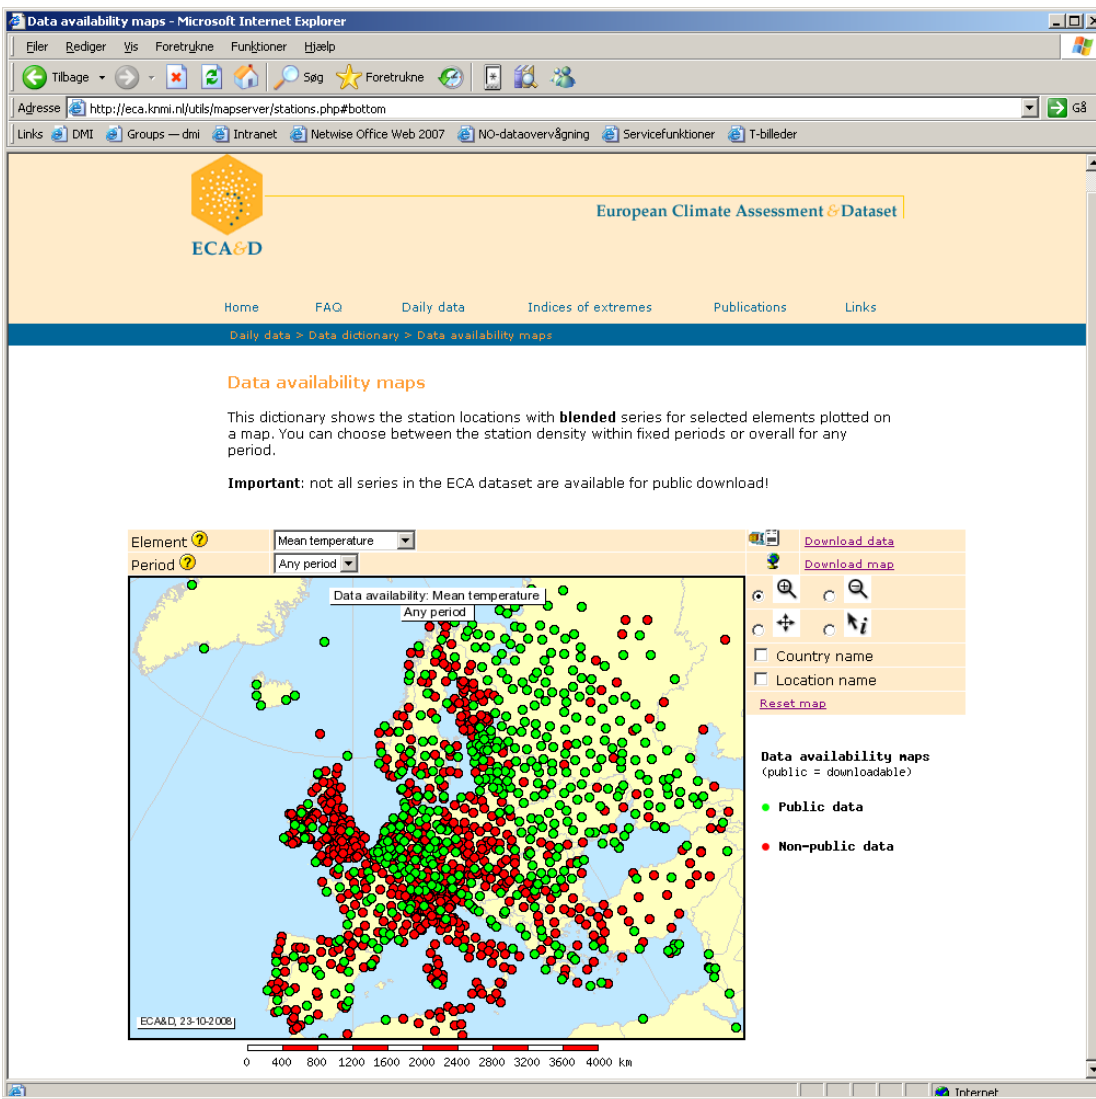 Data availability maps - Microsoft Internet Explorer
Filer Rediger Vis Foretrukne Funktioner Hjælp
Tilbage Søg Foretrukne
Adresse http://eca.knmi.nl/utils/mapserver/stations.php#bottom Gå
Links DMI Groups — dmi Intranet Netwise Office Web 2007 NO-dataovervågning Servicefunktioner T-billeder
European Climate Assessment & Dataset
ECA&D
Home FAQ Daily data Indices of extremes Publications Links
Daily data > Data dictionary > Data availability maps
Data availability maps
This dictionary shows the station locations with blended series for selected elements plotted on
a map. You can choose between the station density within fixed periods or overall for any
period.
Important: not all series in the ECA dataset are available for public download!
Element ? Mean temperature Download data
Period ? Any period Download map
Data availability: Mean temperature
Any period
Country name
Location name
Reset map
Data availability maps
(public = downloadable)
Public data
Non-public data
ECA&D, 23-10-2008
0 400 800 1200 1600 2000 2400 2800 3200 3600 4000 km
Internet